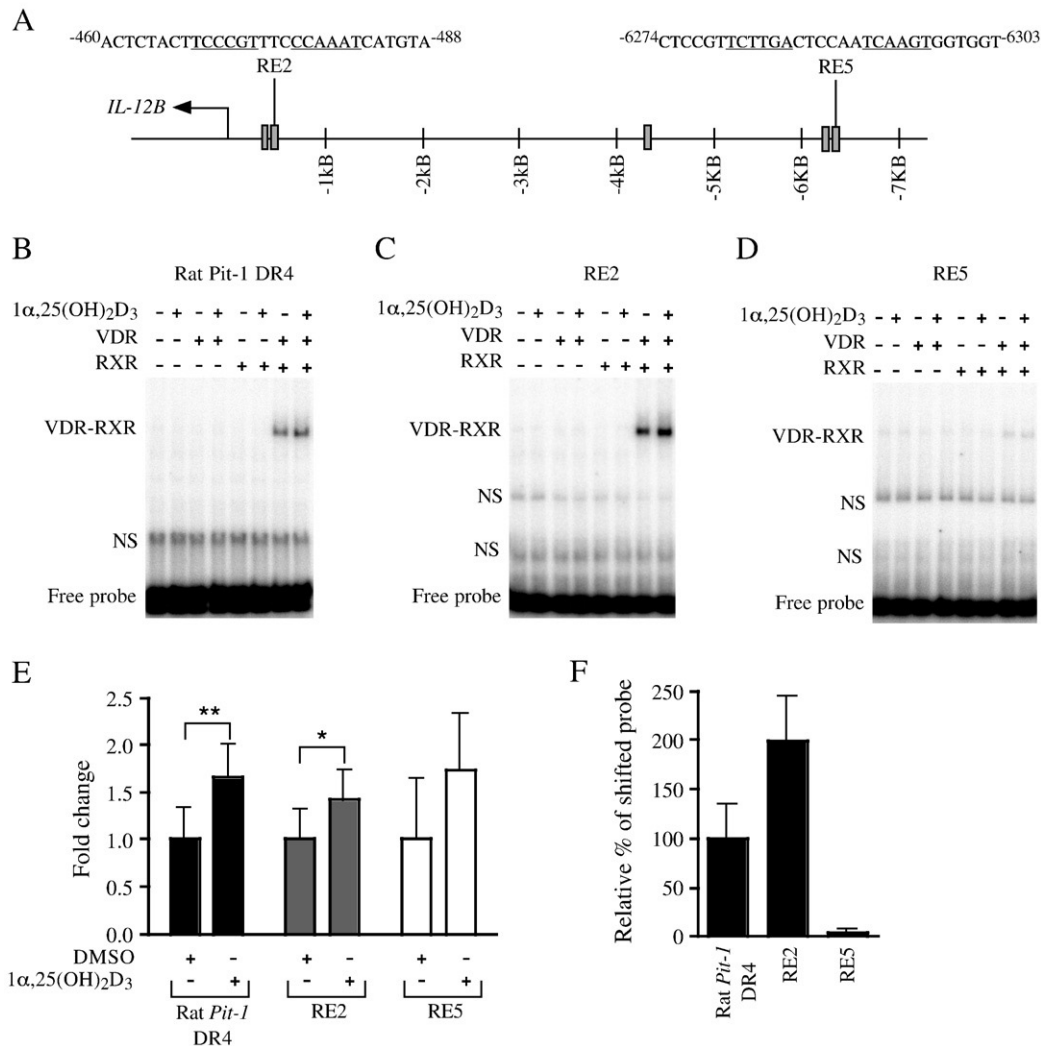 A
-460ACTCTACTTCCCGTTTCCCAAATCATGTA-488
-6274CTCCGTTCTTGACTCCAATCAAGTGGTGGT-6303
RE2
RE5
IL-12B
-1kB
-2kB
-3kB
-4kB
-5KB
-6KB
-7KB
B
Rat Pit-1 DR4
1α,25(OH)2D3 - + - + - + - +
VDR - - + + - - + +
RXR - - - - + + + +
VDR-RXR
NS
Free probe
C
RE2
1α,25(OH)2D3 - + - + - + - +
VDR - - + + - - + +
RXR - - - - + + + +
VDR-RXR
NS
NS
Free probe
D
RE5
1α,25(OH)2D3 - + - + - + - +
VDR - - + + - - + +
RXR - - - - + + + +
VDR-RXR
NS
NS
Free probe
E
Fold change
2.5
2.0
1.5
1.0
0.5
0.0
**
*
DMSO + - + - + -
1α,25(OH)2D3 - + - + - +
Rat Pit-1
DR4
RE2
RE5
F
Relative % of shifted probe
250
200
150
100
50
0
Rat Pit-1
DR4
RE2
RE5